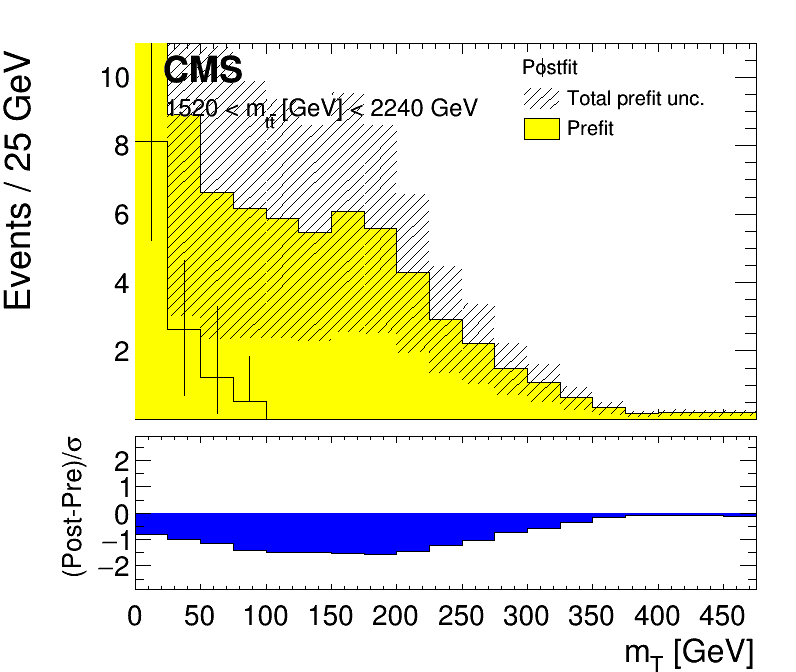 Events / 25 GeV
CMS
1520 < m_tt̄ [GeV] < 2240 GeV
Postfit
Total prefit unc.
Prefit
10
8
6
4
2
(Post-Pre)/σ
2
1
0
−1
−2
0 50 100 150 200 250 300 350 400 450
m_T [GeV]